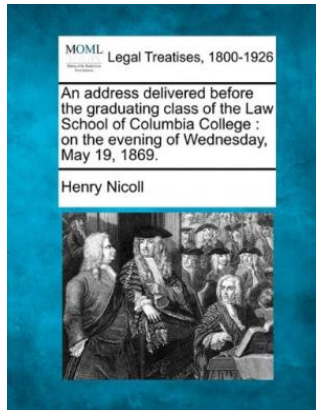 MOML
Legal Treatises, 1800-1926
An address delivered before
the graduating class of the Law
School of Columbia College :
on the evening of Wednesday,
May 19, 1869.
Henry Nicoll